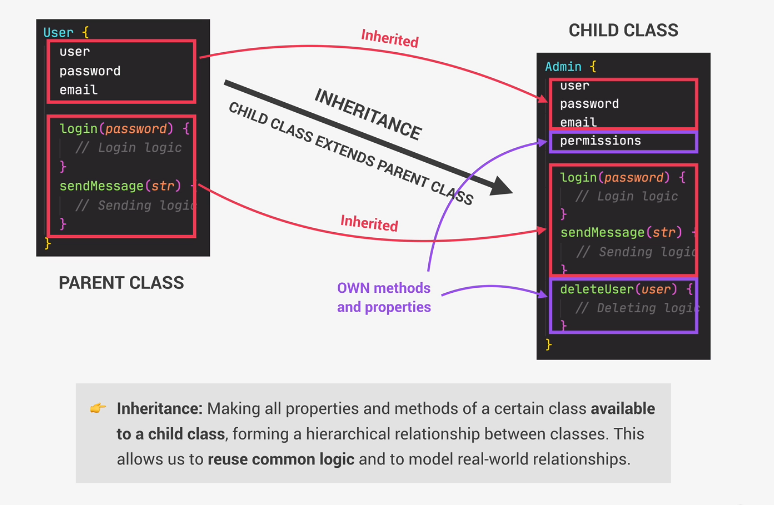 User {
user
password
email
login(password) {
// Login logic
}
sendMessage(str) {
// Sending logic
}
}
PARENT CLASS
Inherited
INHERITANCE
CHILD CLASS EXTENDS PARENT CLASS
Inherited
OWN methods
and properties
CHILD CLASS
Admin {
user
password
email
permissions
login(password) {
// Login logic
}
sendMessage(str) {
// Sending logic
}
deleteUser(user) {
// Deleting logic
}
}
👉 Inheritance: Making all properties and methods of a certain class available
to a child class, forming a hierarchical relationship between classes. This
allows us to reuse common logic and to model real-world relationships.